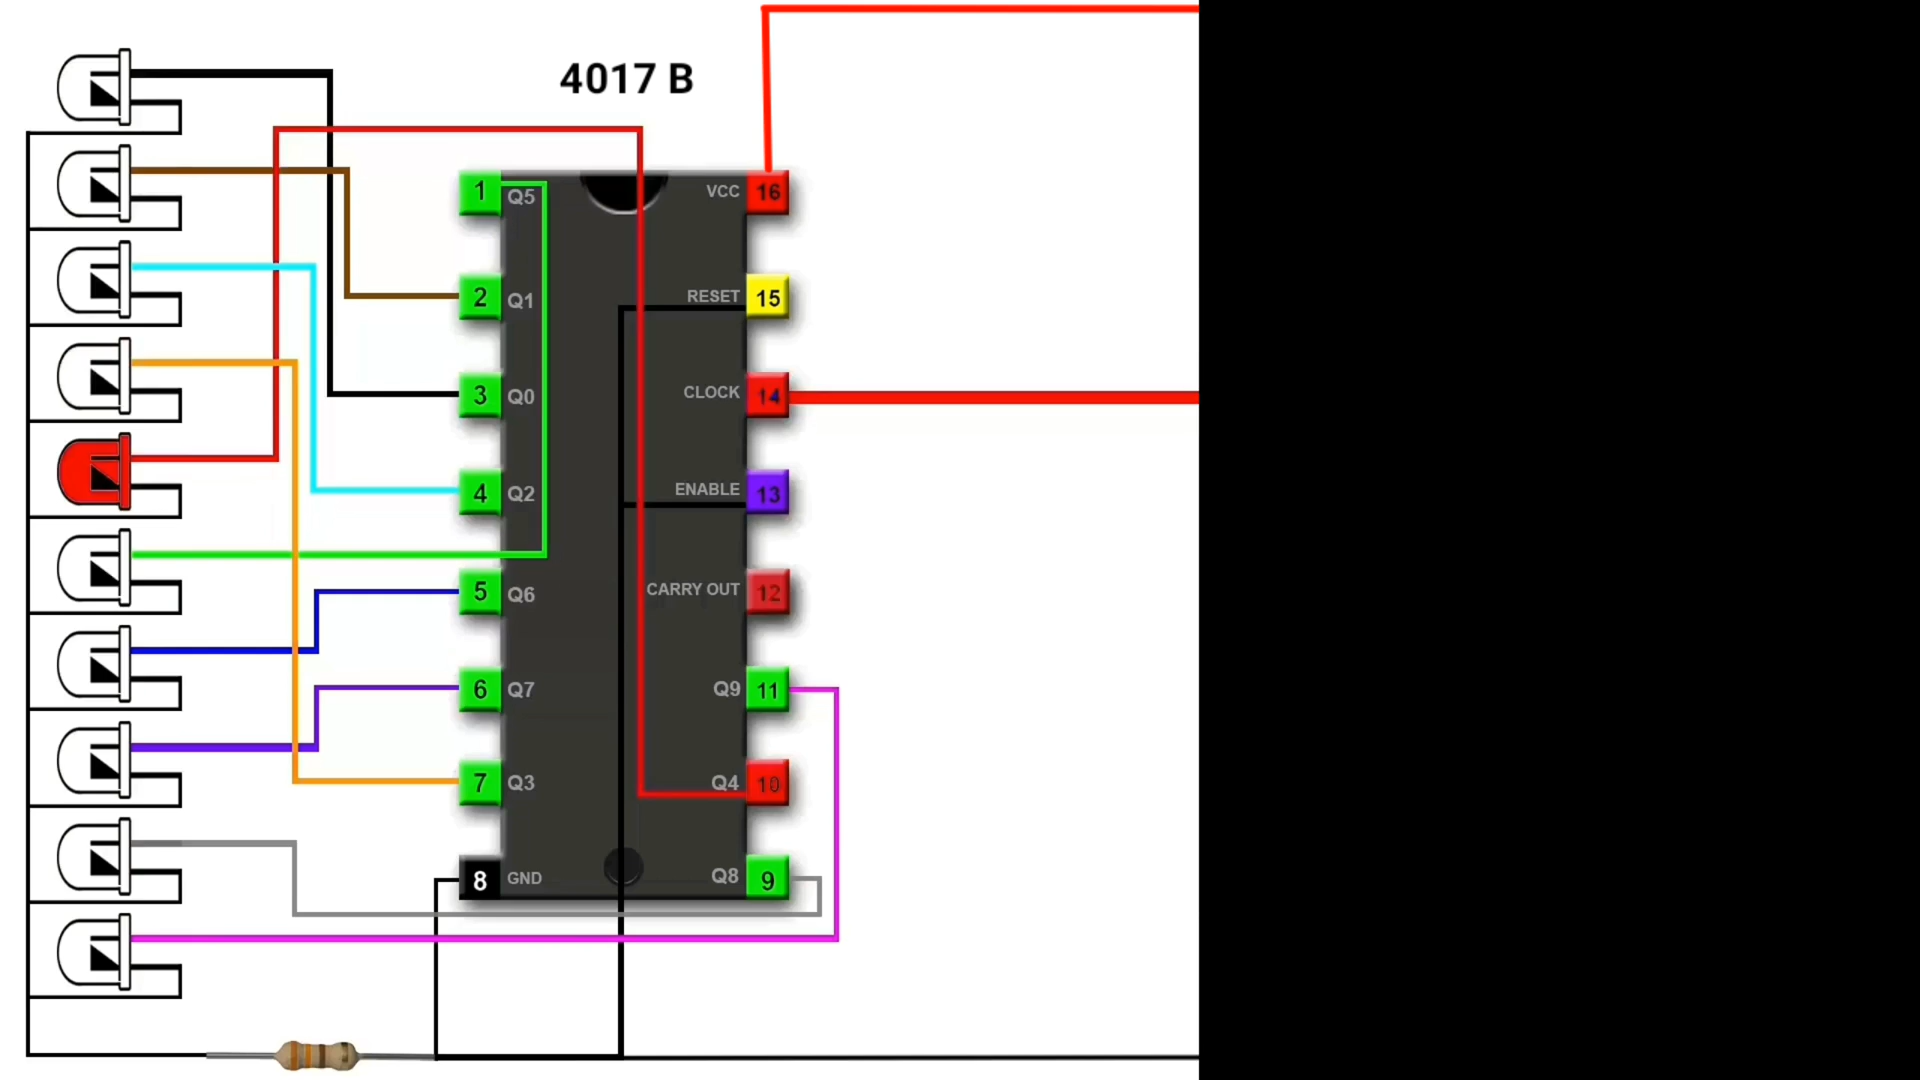 4017 B
1 Q5 VCC 16
2 Q1 RESET 15
3 Q0 CLOCK 14
4 Q2 ENABLE 13
5 Q6 CARRY OUT 12
6 Q7 Q9 11
7 Q3 Q4 10
8 GND Q8 9